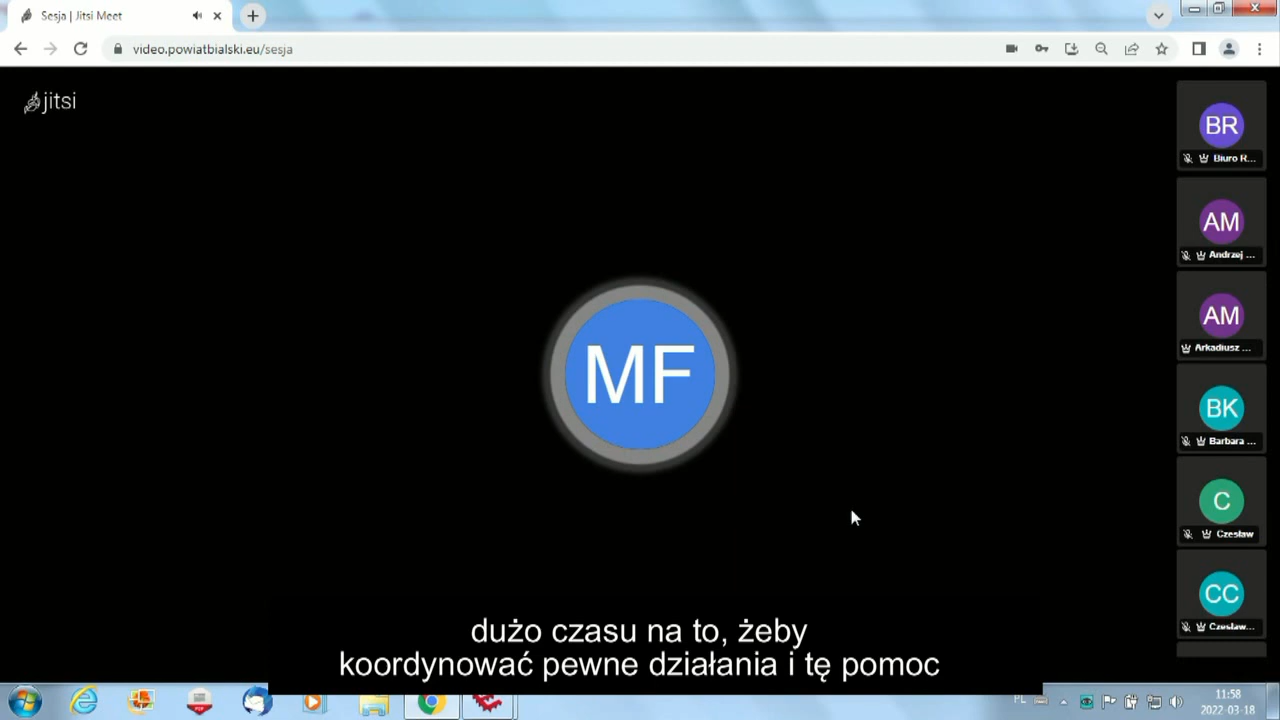 Sesja | Jitsi Meet
video.powiatbialski.eu/sesja
jitsi
BR
Biuro R...
AM
Andrzej ...
AM
Arkadiusz ...
BK
Barbara ...
C
Czesław
CC
Czesław...
MF
dużo czasu na to, żeby
koordynować pewne działania i tę pomoc
PL
11:58
2022-03-18